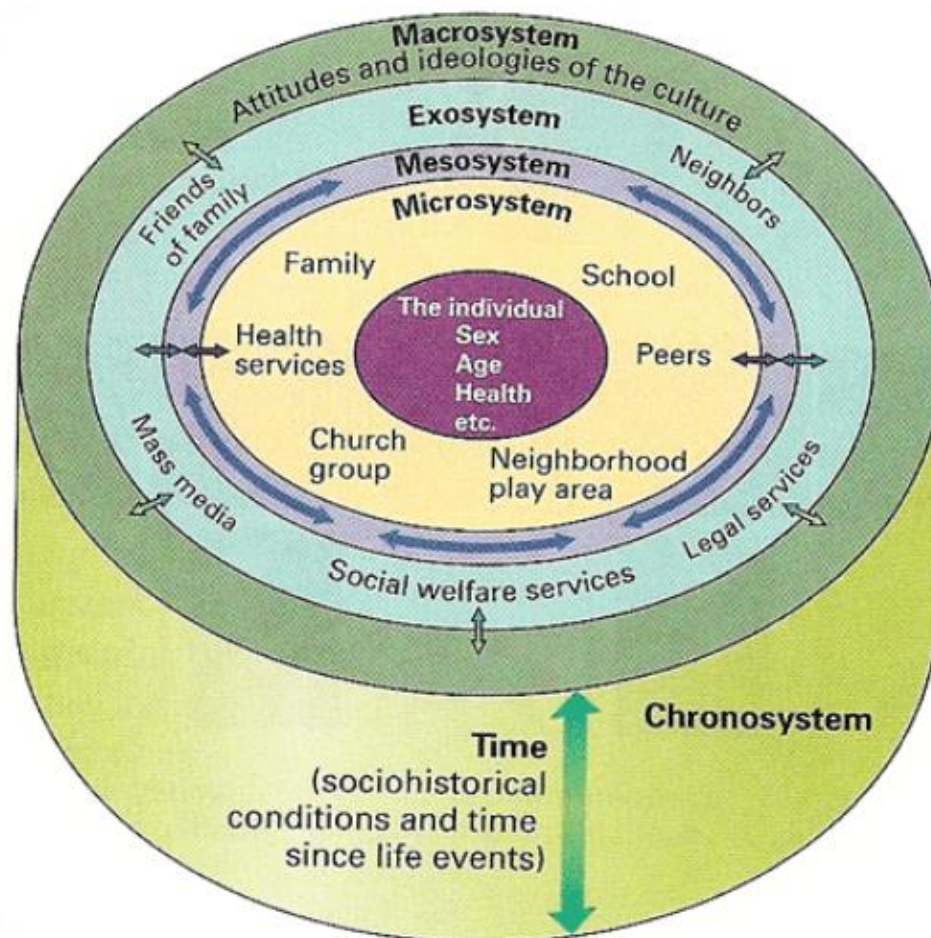 Macrosystem
Attitudes and ideologies of the culture
Exosystem
Mesosystem
Microsystem
Friends
of family
Neighbors
Family
School
Health
services
The individual
Sex
Age
Health
etc.
Peers
Church
group
Neighborhood
play area
Mass media
Social welfare services
Legal services
Chronosystem
Time
(sociohistorical
conditions and time
since life events)